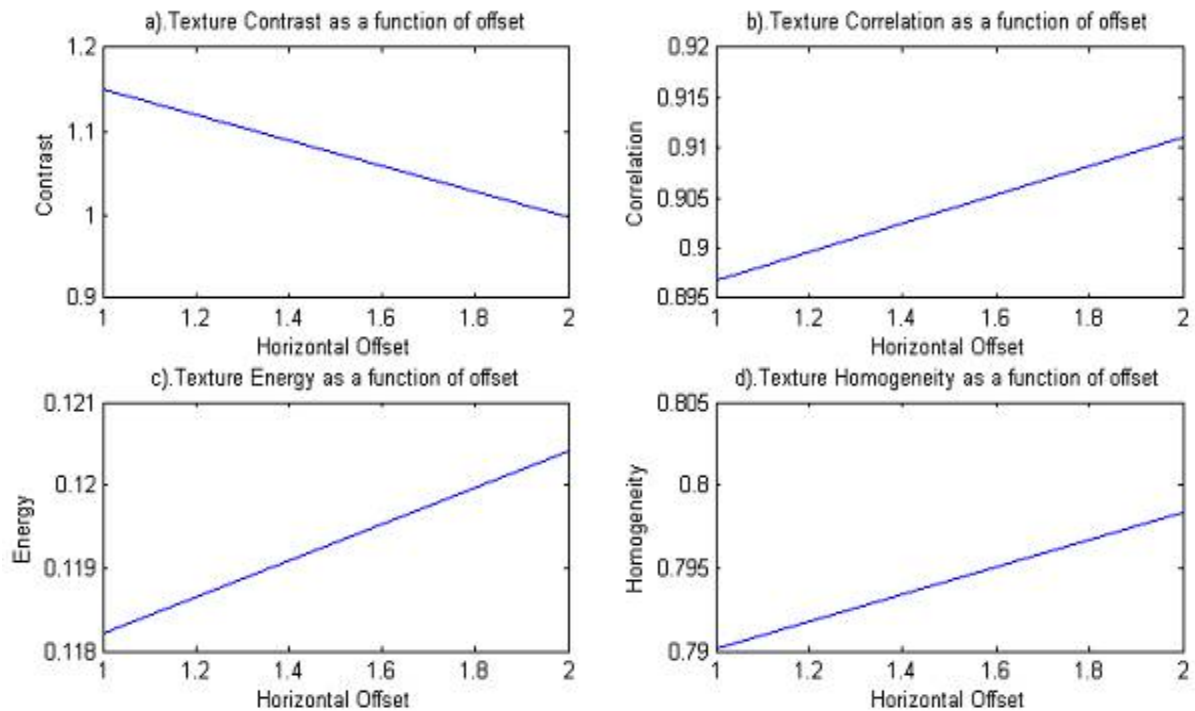 a).Texture Contrast as a function of offset
1.2
1.1
1
0.9
Contrast
1 1.2 1.4 1.6 1.8 2
Horizontal Offset
b).Texture Correlation as a function of offset
0.92
0.915
0.91
0.905
0.9
0.895
Correlation
1 1.2 1.4 1.6 1.8 2
Horizontal Offset
c).Texture Energy as a function of offset
0.121
0.12
0.119
0.118
Energy
1 1.2 1.4 1.6 1.8 2
Horizontal Offset
d).Texture Homogeneity as a function of offset
0.805
0.8
0.795
0.79
Homogeneity
1 1.2 1.4 1.6 1.8 2
Horizontal Offset